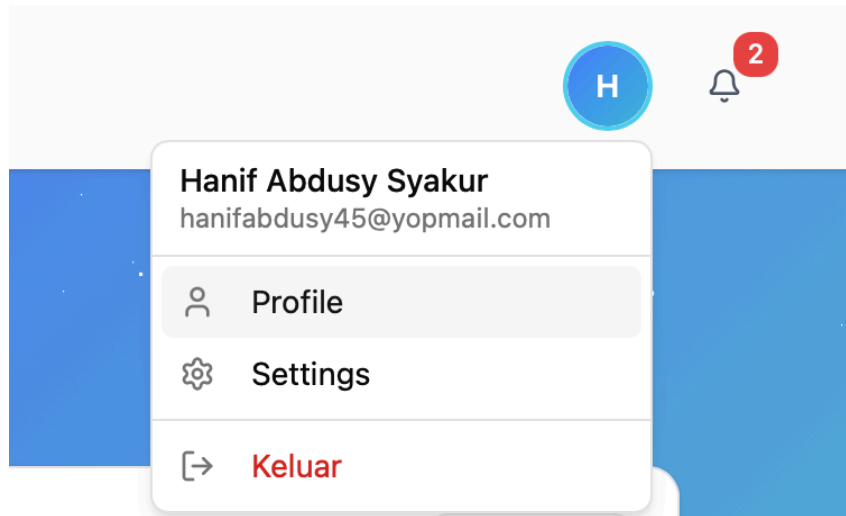 H
2
Hanif Abdusy Syakur
hanifabdusy45@yopmail.com
Profile
Settings
Keluar